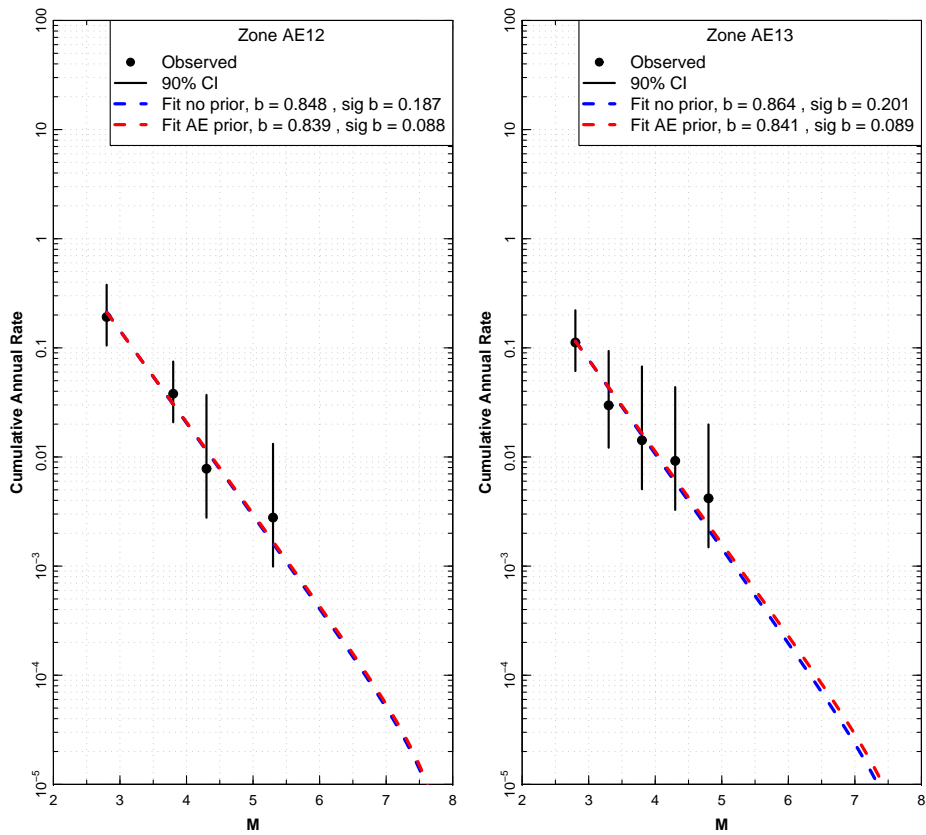 Zone AE12
Observed
90% CI
Fit no prior, b = 0.848 , sig b = 0.187
Fit AE prior, b = 0.839 , sig b = 0.088
Cumulative Annual Rate
100
10
1
0.1
0.01
10⁻³
10⁻⁴
10⁻⁵
2 3 4 5 6 7 8
M
Zone AE13
Observed
90% CI
Fit no prior, b = 0.864 , sig b = 0.201
Fit AE prior, b = 0.841 , sig b = 0.089
Cumulative Annual Rate
100
10
1
0.1
0.01
10⁻³
10⁻⁴
10⁻⁵
2 3 4 5 6 7 8
M